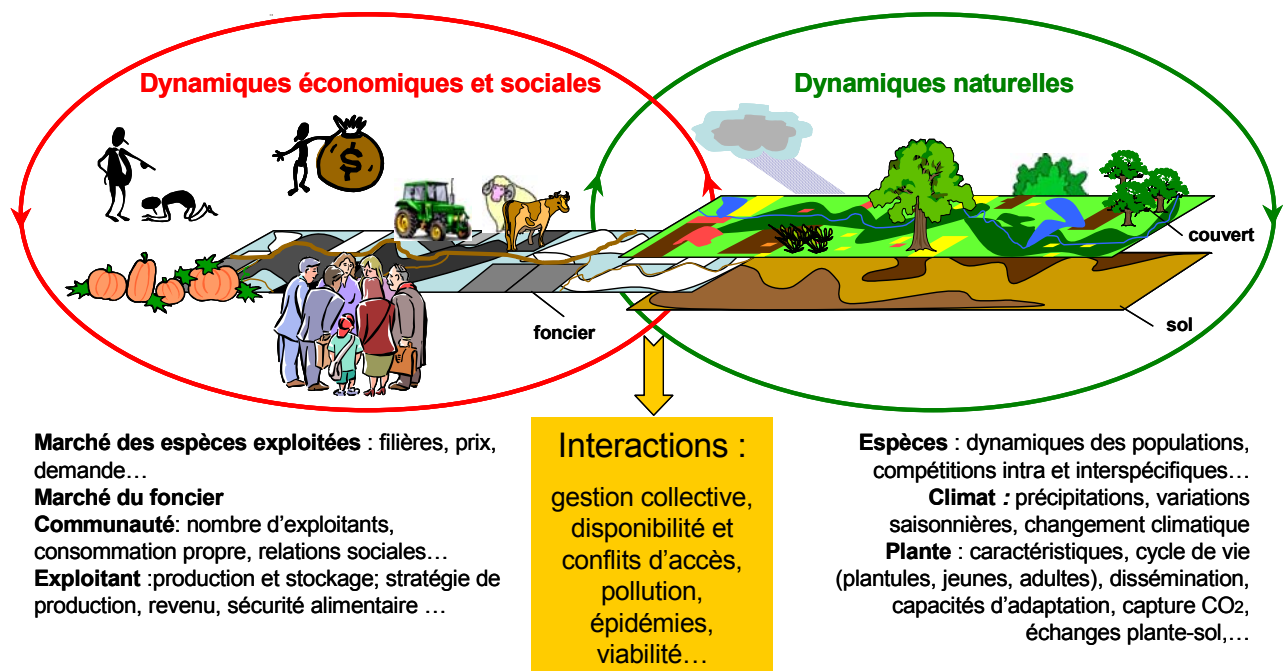 Dynamiques économiques et sociales
Dynamiques naturelles
$
couvert
foncier
sol
Marché des espèces exploitées : filières, prix,
demande…
Marché du foncier
Communauté: nombre d’exploitants,
consommation propre, relations sociales…
Exploitant :production et stockage; stratégie de
production, revenu, sécurité alimentaire …
Interactions :
gestion collective,
disponibilité et
conflits d’accès,
pollution,
épidémies,
viabilité…
Espèces : dynamiques des populations,
compétitions intra et interspécifiques…
Climat : précipitations, variations
saisonnières, changement climatique
Plante : caractéristiques, cycle de vie
(plantules, jeunes, adultes), dissémination,
capacités d’adaptation, capture CO2,
échanges plante-sol,…